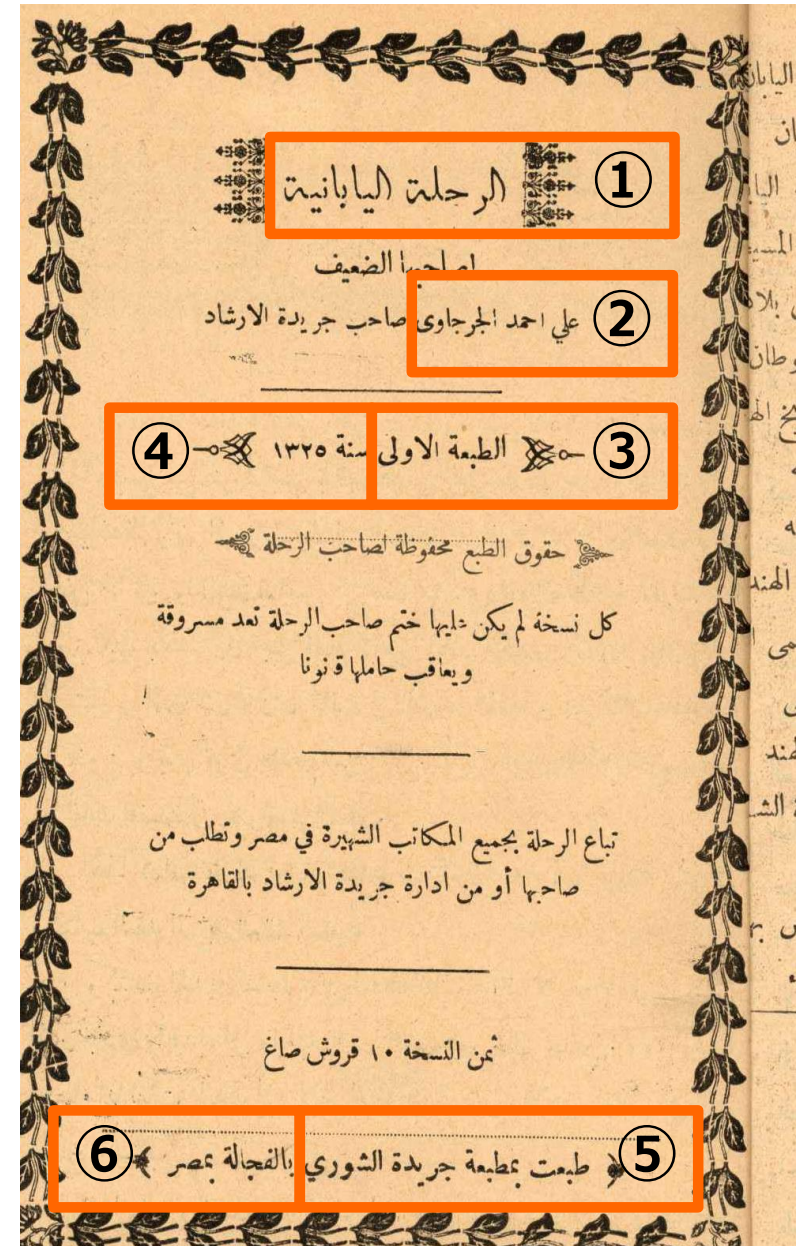 ① الرحلة اليابانية
لصاحبها الضعيف
② علي احمد الجرجاوى صاحب جريدة الارشاد
③ الطبعة الاولى سنة ١٣٢٥ ④
حقوق الطبع محفوظة لصاحب الرحلة
كل نسخة لم يكن عليها ختم صاحب الرحلة تعد مسروقة
ويعاقب حاملها قانونا
تباع الرحلة بجميع المكاتب الشهيرة في مصر وتطلب من
صاحبها أو من ادارة جريدة الارشاد بالقاهرة
ثمن النسخة ١٠ قروش صاغ
⑤ طبعت بمطبعة جريدة الشوري بالفجالة بمصر ⑥